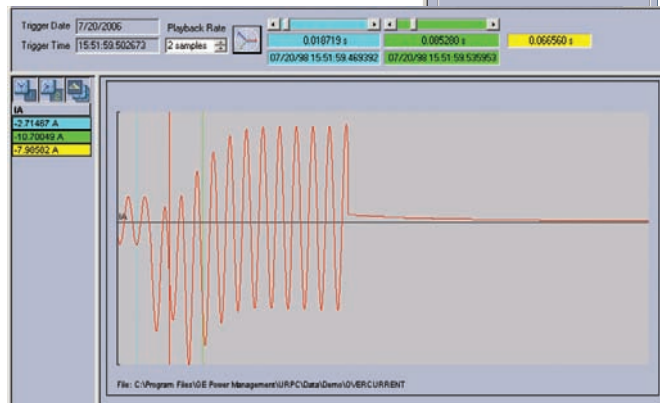 Trigger Date 7/20/2006
Trigger Time 15:51:59.502673
Playback Rate
2 samples
0.018719 s 0.085280 s 0.066560 s
07/20/98 15:51:59.469392 07/20/98 15:51:59.535953
IA
-2.71487 A
-10.70049 A
-7.98562 A
IA
File: C:\Program Files\GE Power Management\URPC\Data\Demo\OVERCURRENT